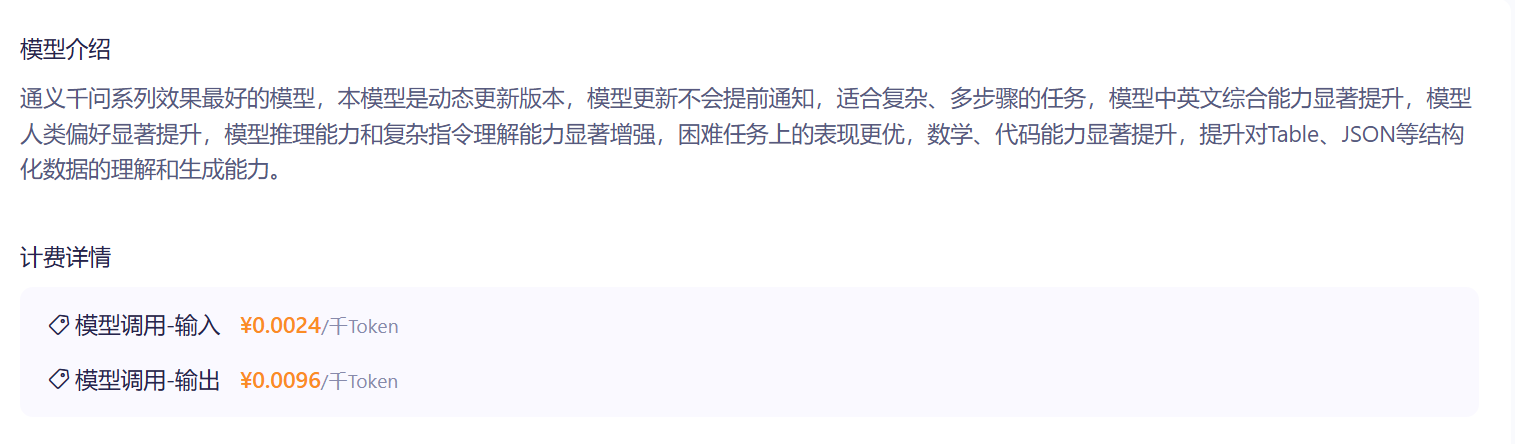 模型介绍
通义千问系列效果最好的模型，本模型是动态更新版本，模型更新不会提前通知，适合复杂、多步骤的任务，模型中英文综合能力显著提升，模型
人类偏好显著提升，模型推理能力和复杂指令理解能力显著增强，困难任务上的表现更优，数学、代码能力显著提升，提升对Table、JSON等结构
化数据的理解和生成能力。
计费详情
模型调用-输入 ¥0.0024/千Token
模型调用-输出 ¥0.0096/千Token